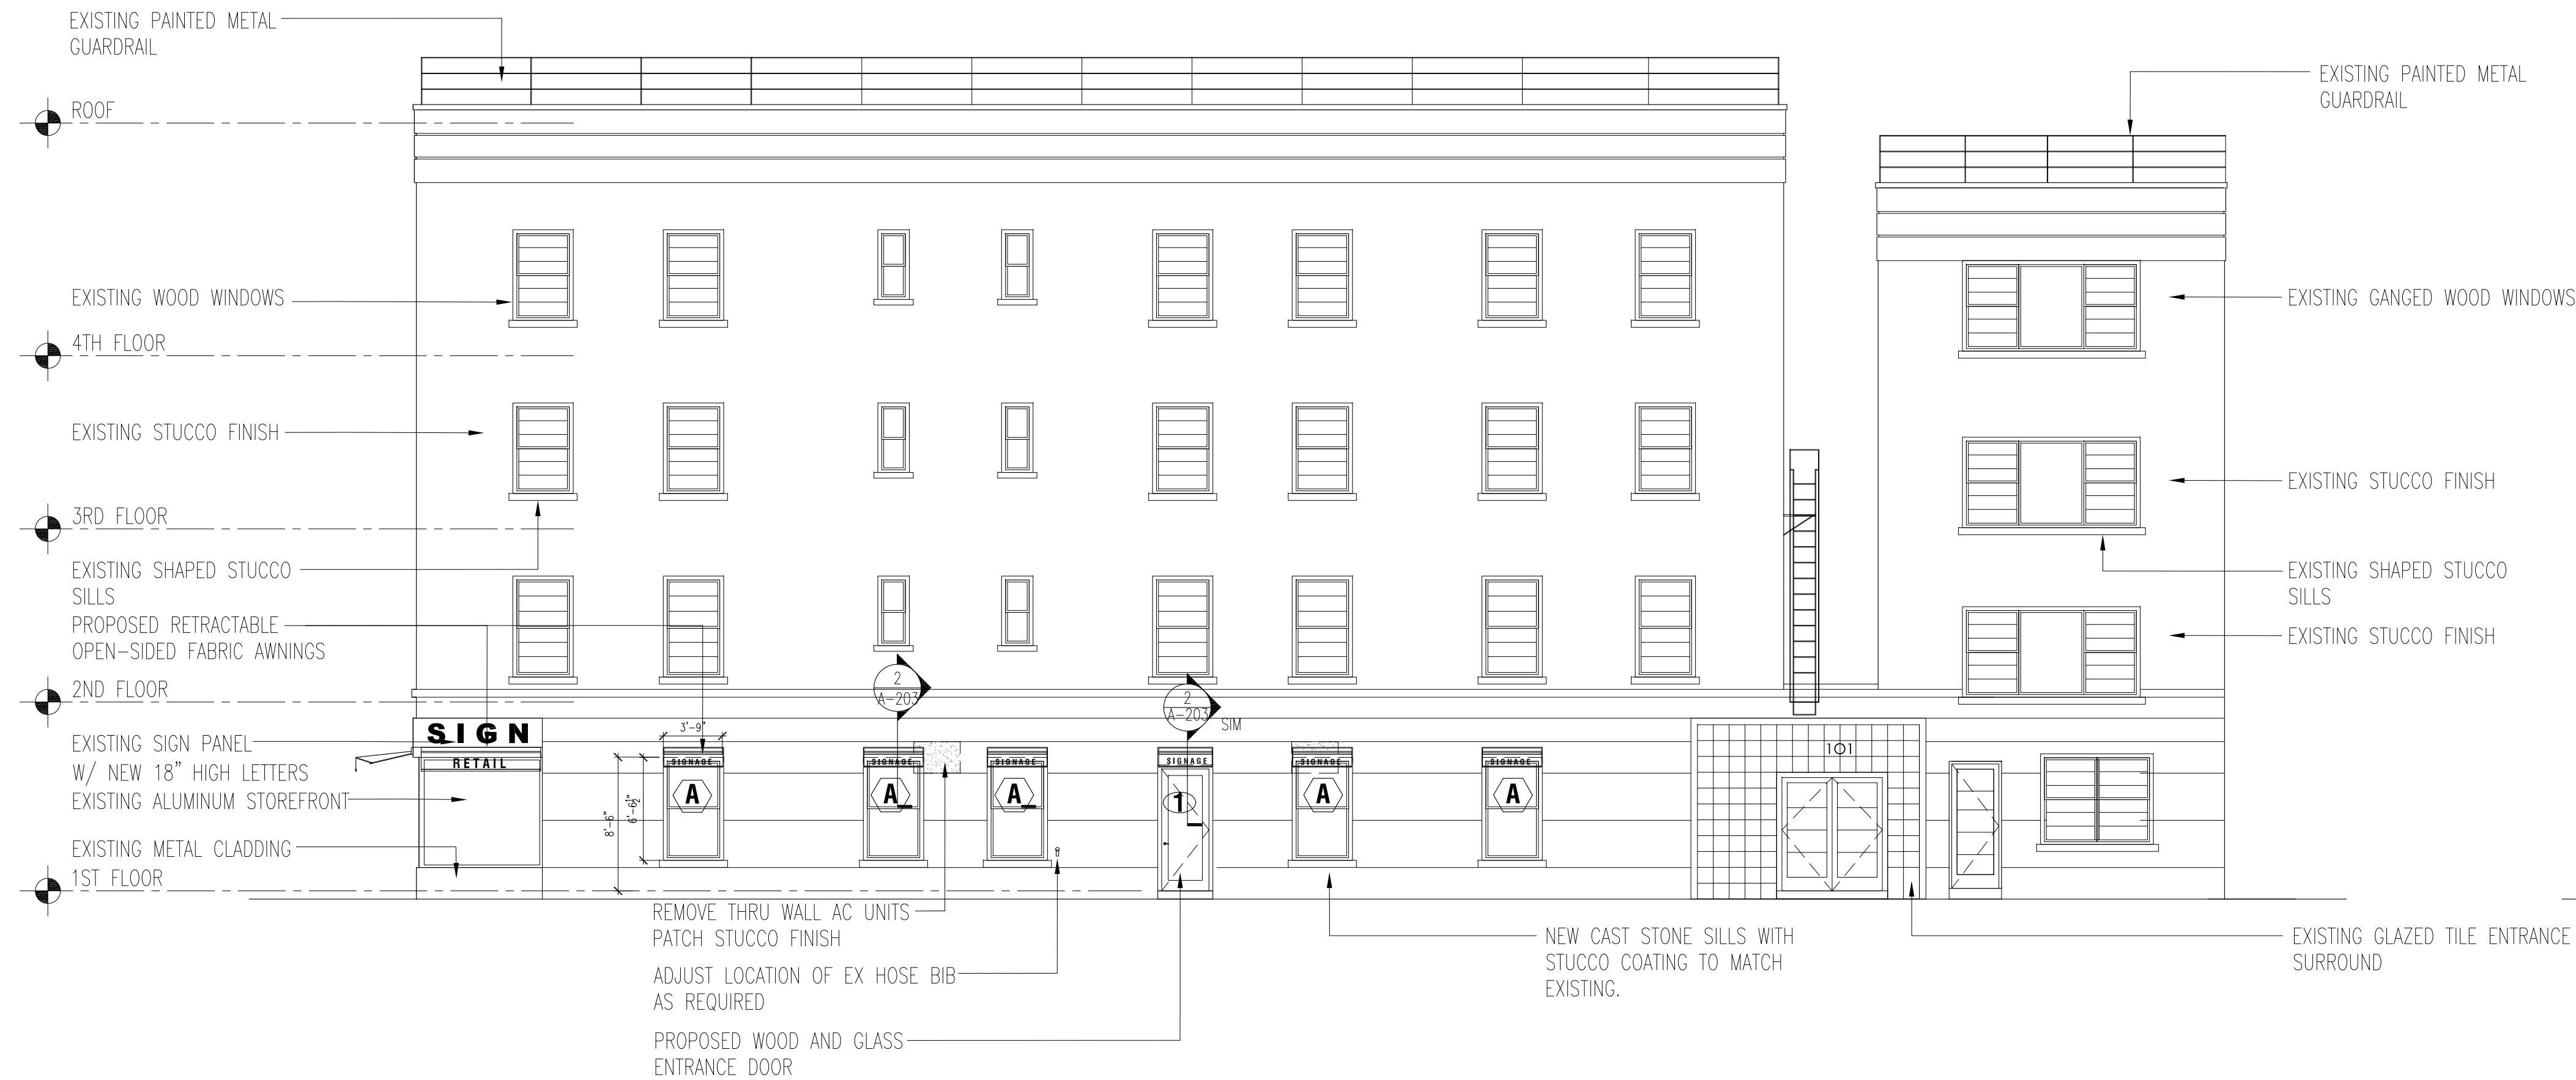 EXISTING PAINTED METAL
GUARDRAIL
EXISTING PAINTED METAL
GUARDRAIL
ROOF
EXISTING WOOD WINDOWS
EXISTING GANGED WOOD WINDOWS
4TH FLOOR
EXISTING STUCCO FINISH
EXISTING STUCCO FINISH
3RD FLOOR
EXISTING SHAPED STUCCO
SILLS
EXISTING SHAPED STUCCO
SILLS
PROPOSED RETRACTABLE
OPEN-SIDED FABRIC AWNINGS
EXISTING STUCCO FINISH
2ND FLOOR
2
A-203
2
A-203
SIM
SIGN
3'-9"
EXISTING SIGN PANEL
W/ NEW 18" HIGH LETTERS
101
RETAIL
SIGNAGE
SIGNAGE
SIGNAGE
SIGNAGE
SIGNAGE
SIGNAGE
EXISTING ALUMINUM STOREFRONT
8'-6"
6'-6½"
A
A
A
1
A
A
EXISTING METAL CLADDING
1ST FLOOR
REMOVE THRU WALL AC UNITS
PATCH STUCCO FINISH
ADJUST LOCATION OF EX HOSE BIB
AS REQUIRED
PROPOSED WOOD AND GLASS
ENTRANCE DOOR
NEW CAST STONE SILLS WITH
STUCCO COATING TO MATCH
EXISTING.
EXISTING GLAZED TILE ENTRANCE
SURROUND